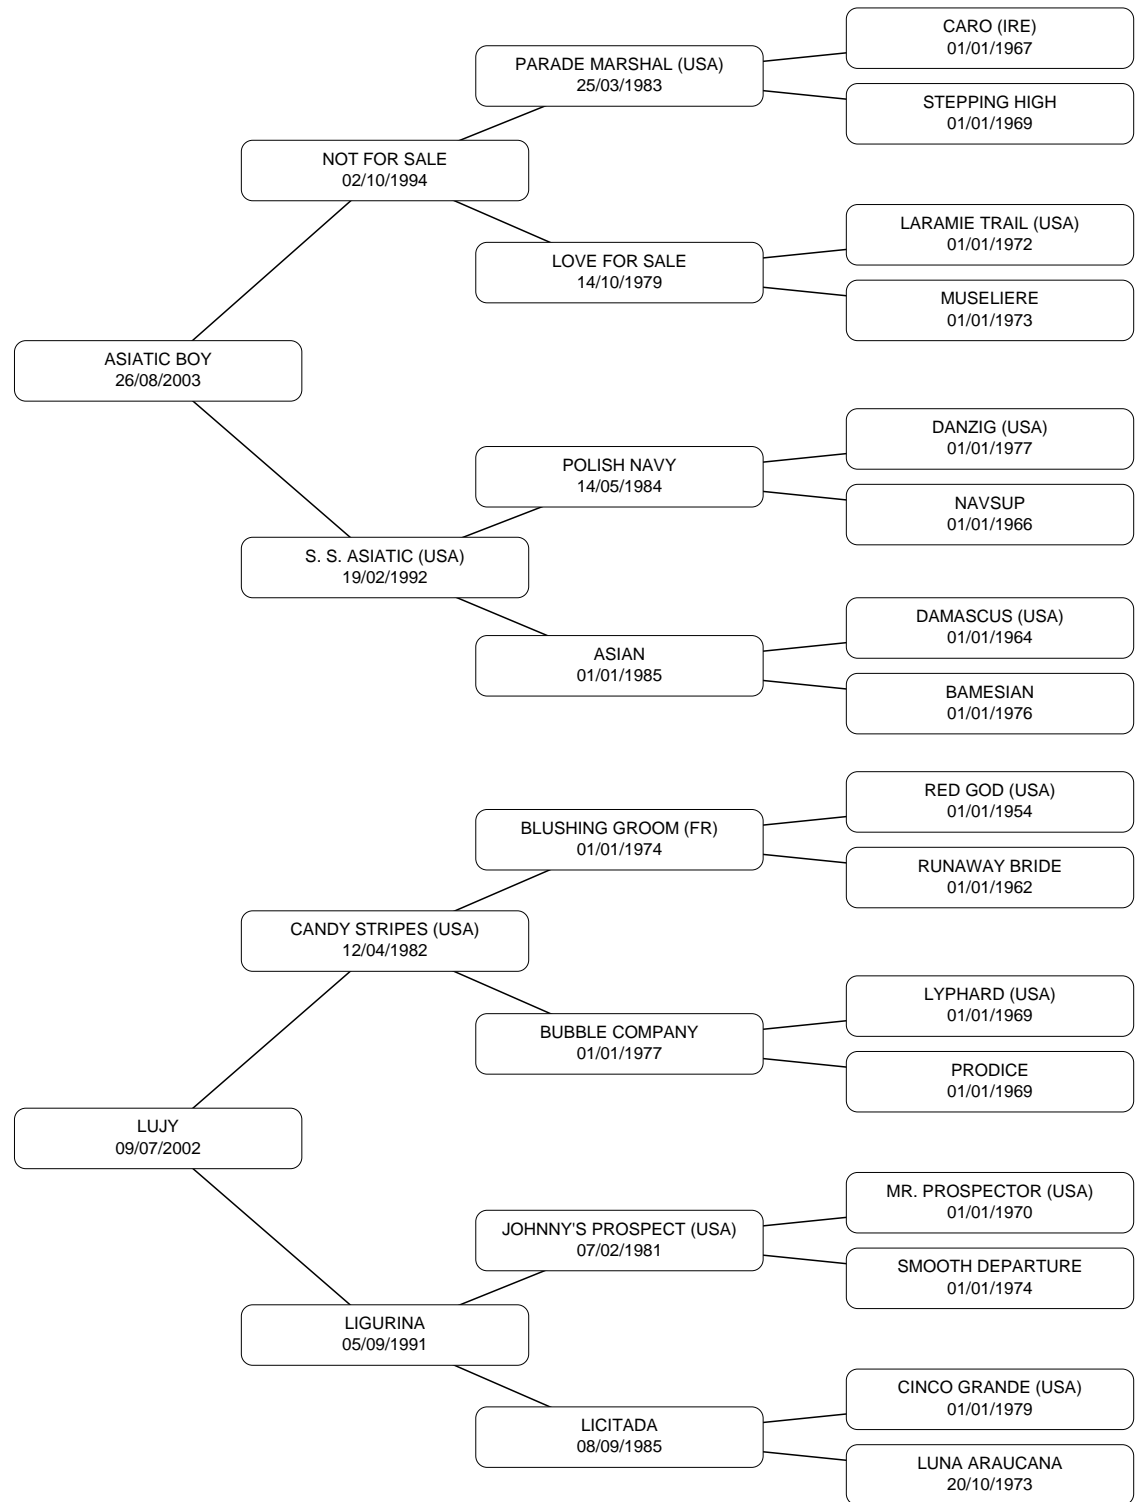 CARO (IRE)
01/01/1967
PARADE MARSHAL (USA)
25/03/1983
STEPPING HIGH
01/01/1969
NOT FOR SALE
02/10/1994
LARAMIE TRAIL (USA)
01/01/1972
LOVE FOR SALE
14/10/1979
MUSELIERE
01/01/1973
ASIATIC BOY
26/08/2003
DANZIG (USA)
01/01/1977
POLISH NAVY
14/05/1984
NAVSUP
01/01/1966
S. S. ASIATIC (USA)
19/02/1992
DAMASCUS (USA)
01/01/1964
ASIAN
01/01/1985
BAMESIAN
01/01/1976
RED GOD (USA)
01/01/1954
BLUSHING GROOM (FR)
01/01/1974
RUNAWAY BRIDE
01/01/1962
CANDY STRIPES (USA)
12/04/1982
LYPHARD (USA)
01/01/1969
BUBBLE COMPANY
01/01/1977
PRODICE
01/01/1969
LUJY
09/07/2002
MR. PROSPECTOR (USA)
01/01/1970
JOHNNY'S PROSPECT (USA)
07/02/1981
SMOOTH DEPARTURE
01/01/1974
LIGURINA
05/09/1991
CINCO GRANDE (USA)
01/01/1979
LICITADA
08/09/1985
LUNA ARAUCANA
20/10/1973